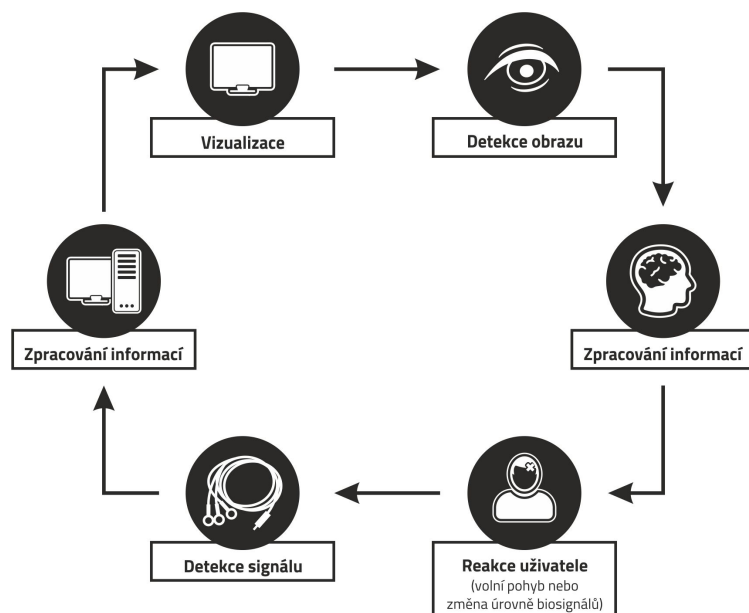 Vizualizace
Detekce obrazu
Zpracování informací
Zpracování informací
Detekce signálu
Reakce uživatele
(volní pohyb nebo
změna úrovně biosignálů)